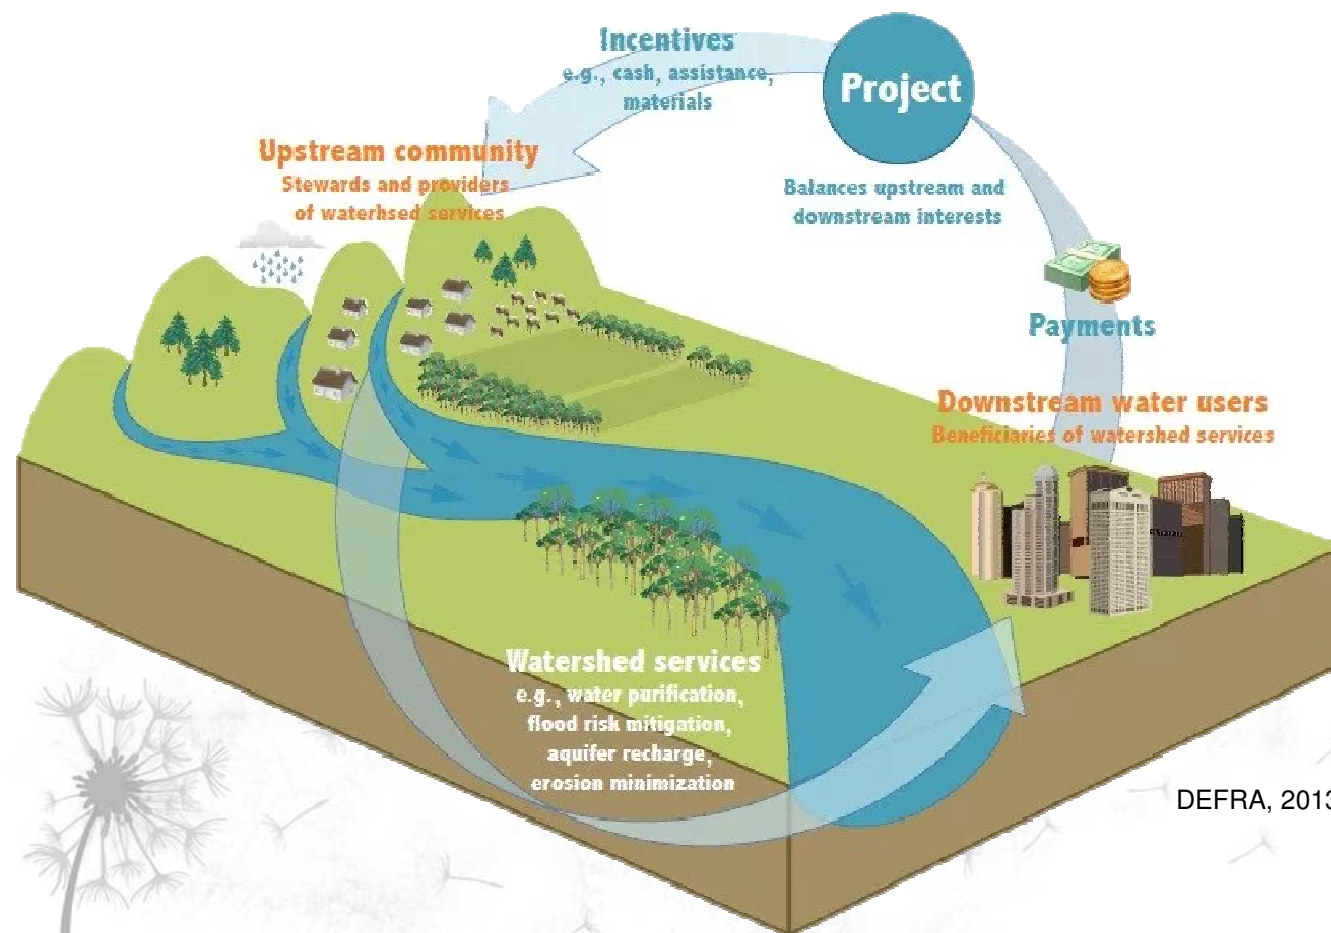 Incentives
e.g., cash, assistance,
materials
Project
Upstream community
Stewards and providers
of waterhsed services
Balances upstream and
downstream interests
Payments
Downstream water users
Beneficiaries of watershed services
Watershed services
e.g., water purification,
flood risk mitigation,
aquifer recharge,
erosion minimization
DEFRA, 2013